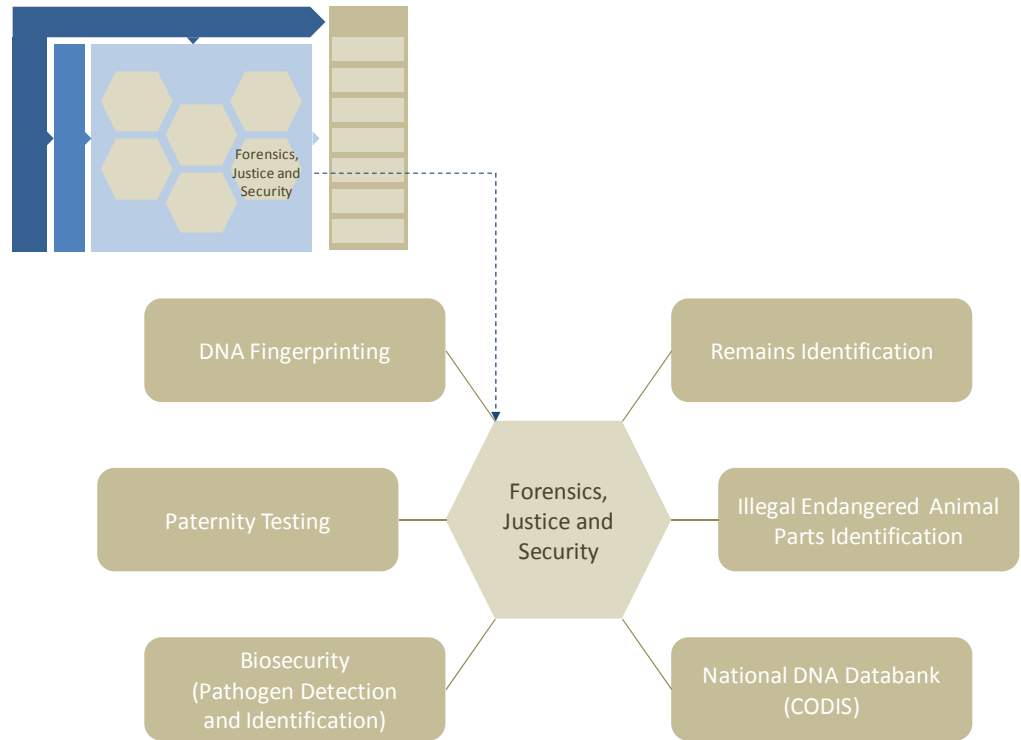 Forensics,
Justice and
Security
DNA Fingerprinting
Remains Identification
Forensics,
Justice and
Security
Paternity Testing
Illegal Endangered Animal
Parts Identification
Biosecurity
(Pathogen Detection
and Identification)
National DNA Databank
(CODIS)